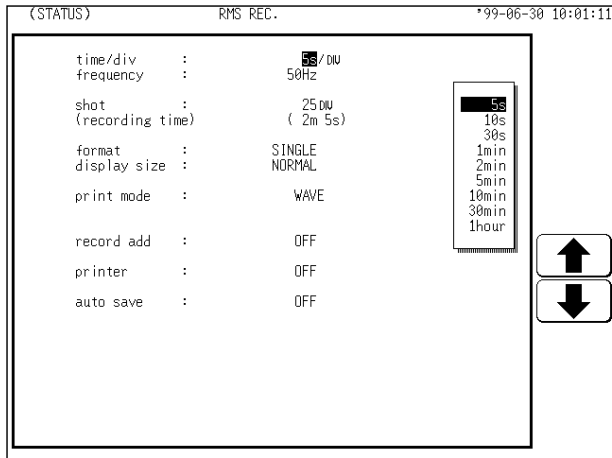 (STATUS) RMS REC. '99-06-30 10:01:11
time/div : 5s/DIV
frequency : 50Hz
shot : 25DIV
(recording time) ( 2m 5s)
format : SINGLE
display size : NORMAL
print mode : WAVE
record add : OFF
printer : OFF
auto save : OFF
5s
10s
30s
1min
2min
5min
10min
30min
1hour